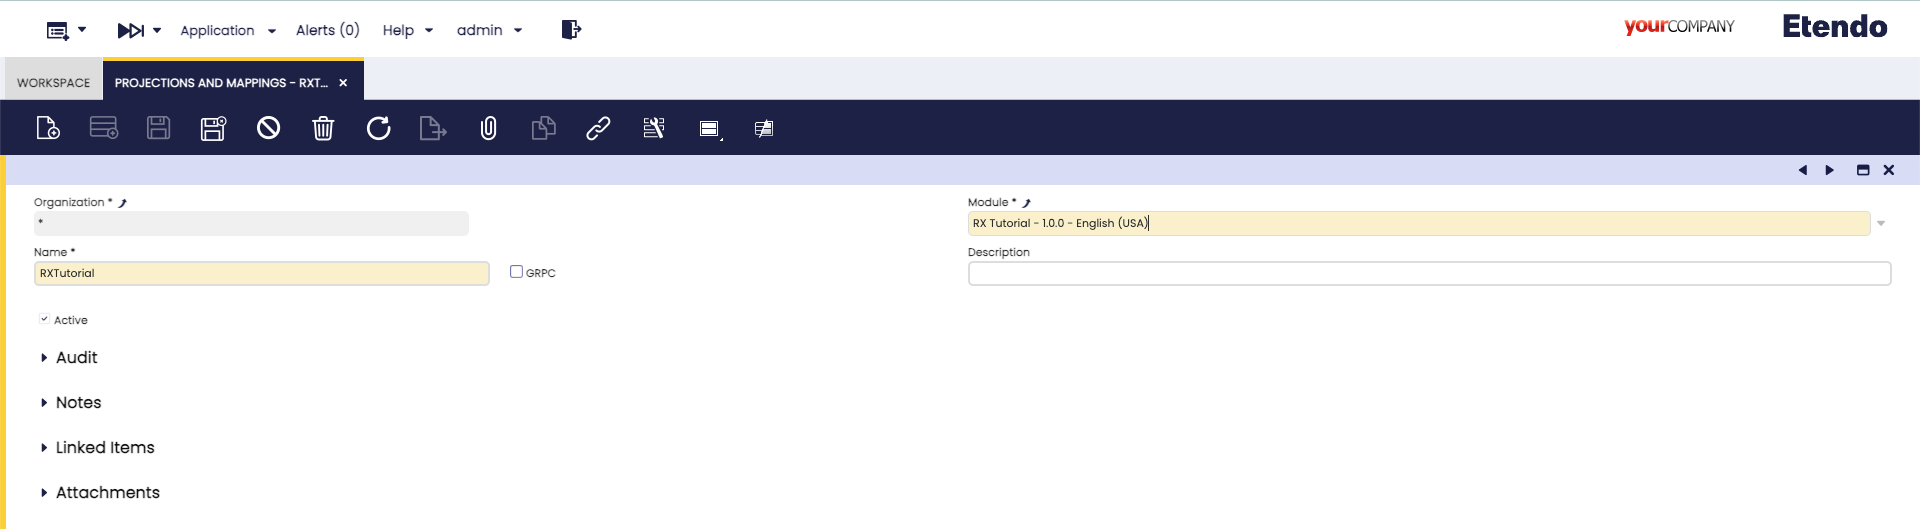 Application
Alerts (0)
Help
admin
yourCOMPANY
Etendo
WORKSPACE
PROJECTIONS AND MAPPINGS - RXT...
Organization *
*
Module *
RX Tutorial - 1.0.0 - English (USA)
Name *
RXTutorial
GRPC
Description
Active
Audit
Notes
Linked Items
Attachments